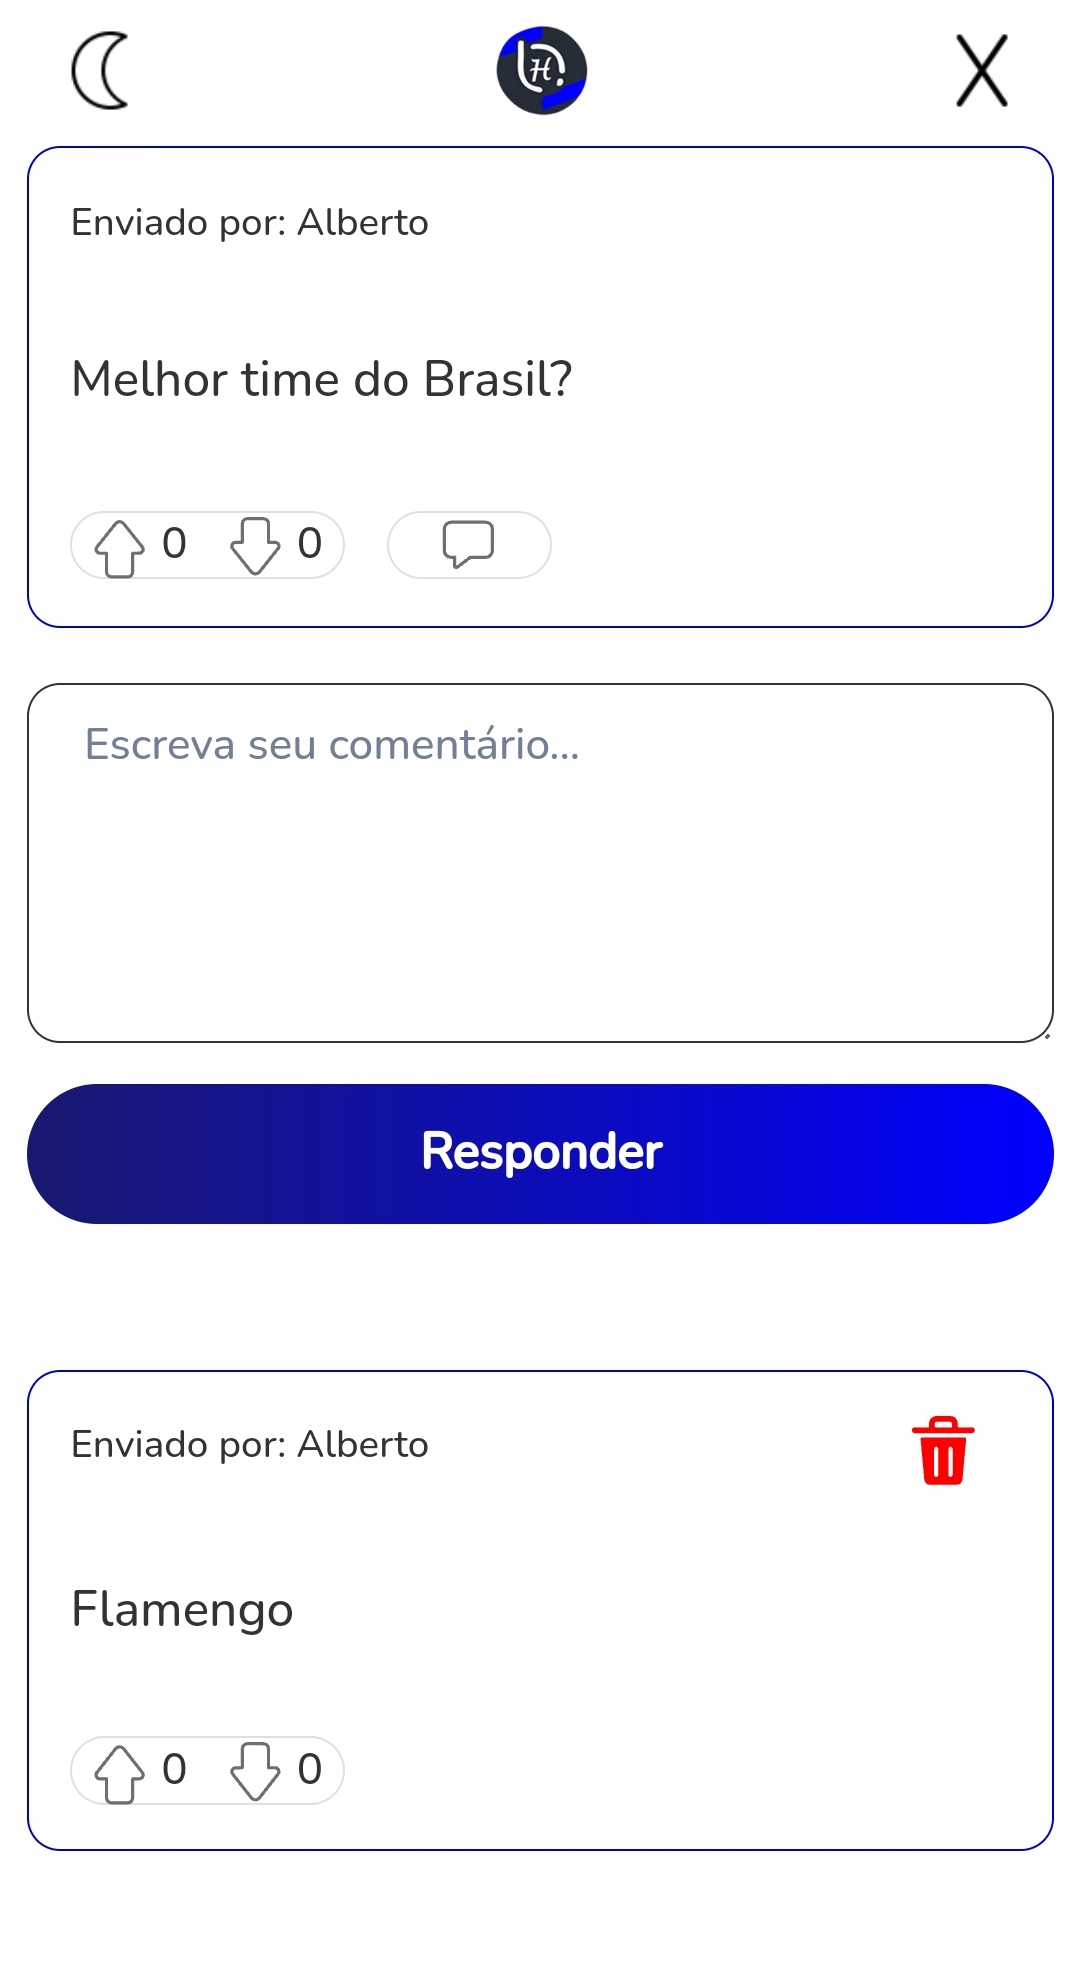 Enviado por: Alberto
Melhor time do Brasil?
0 0
Escreva seu comentário...
Responder
Enviado por: Alberto
Flamengo
0 0